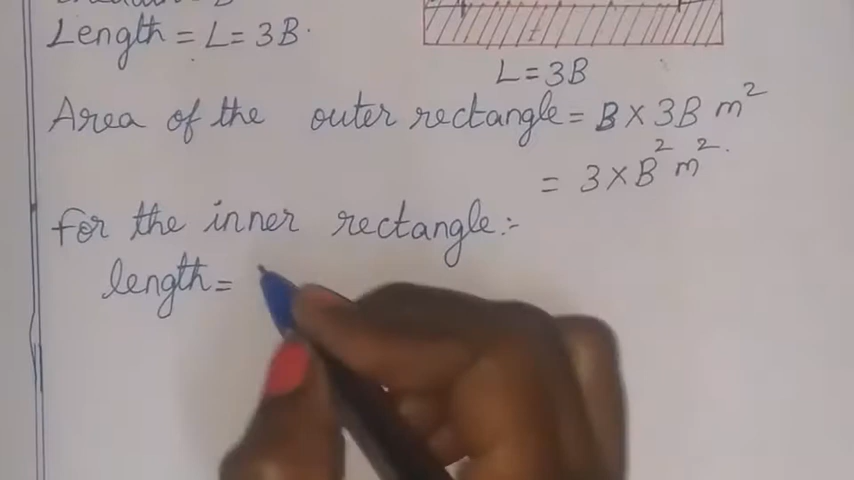 Length = L = 3B.
L = 3B
Area of the outer rectangle = B × 3B m²
= 3 × B² m².
for the inner rectangle :-
length =